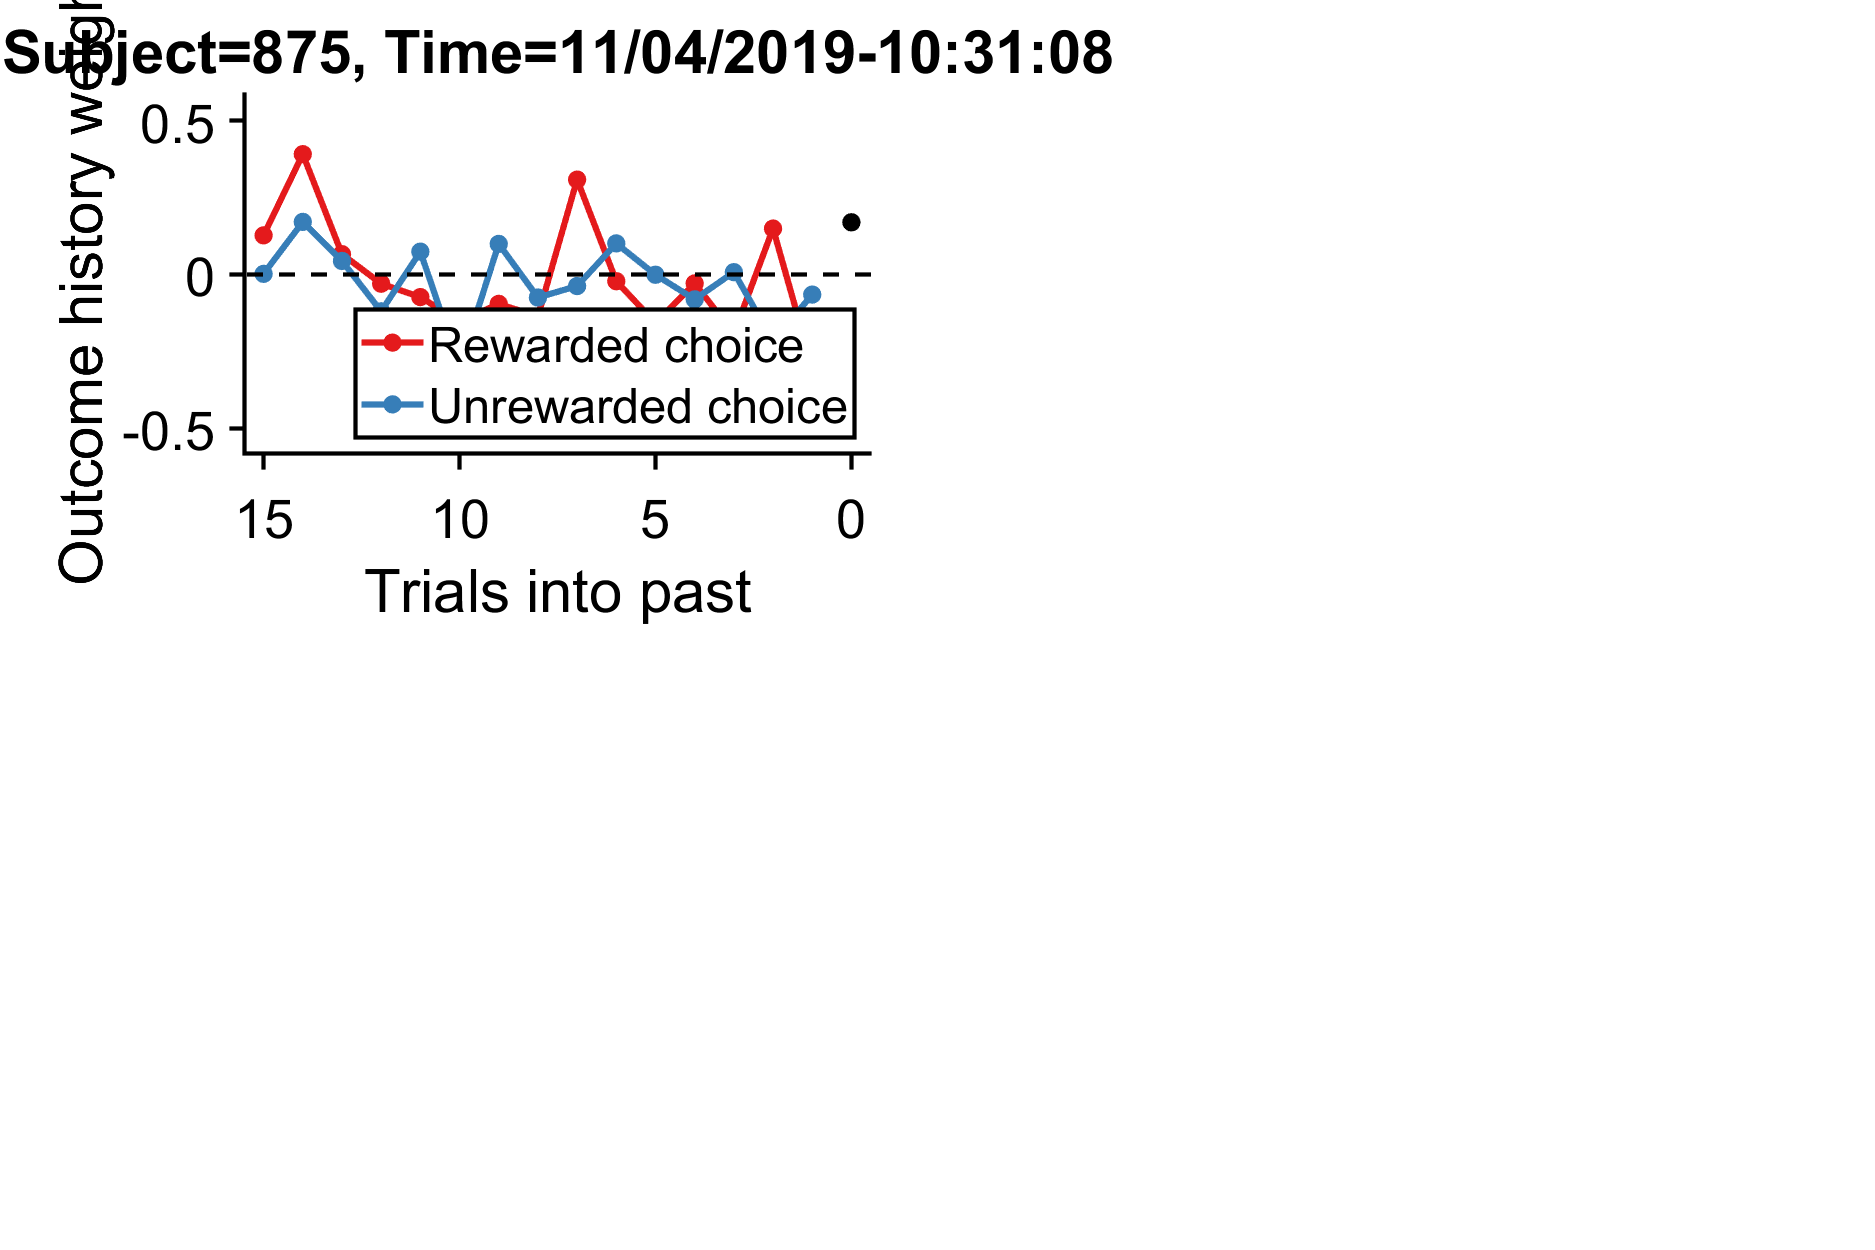 Subject=875, Time=11/04/2019-10:31:08
Outcome history
0.5
0
-0.5
Rewarded choice
Unrewarded choice
15 10 5 0
Trials into past